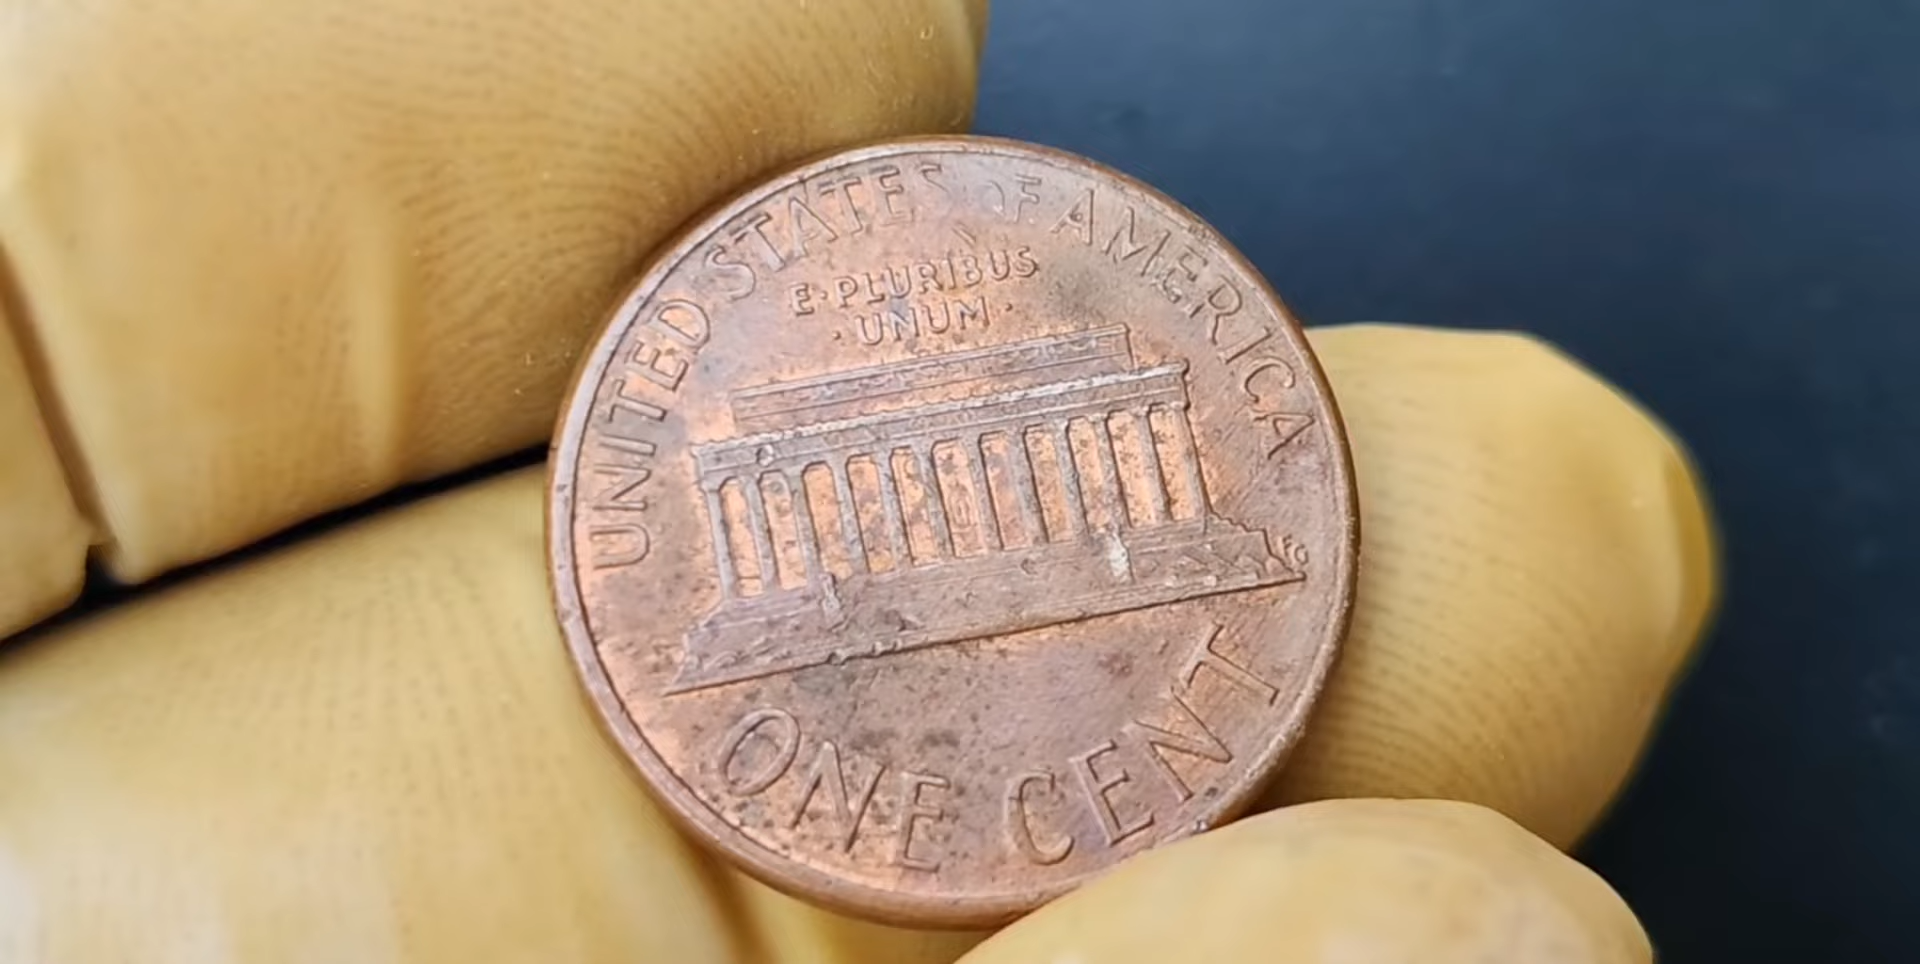 UNITED STATES OF AMERICA
E·PLURIBUS
·UNUM·
FG
ONE CENT